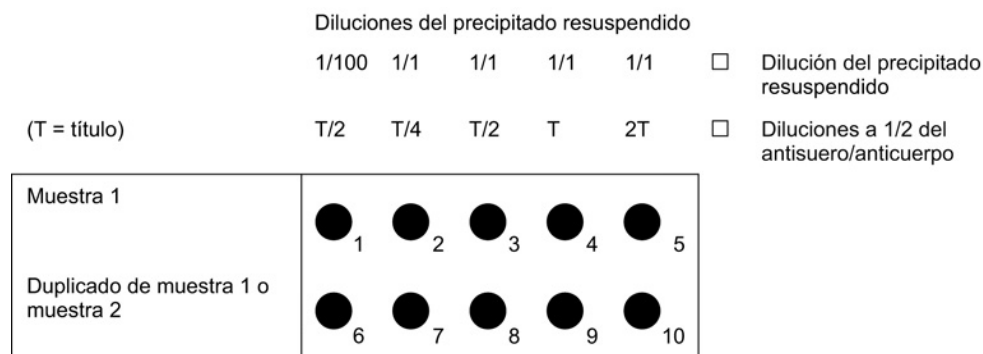 Diluciones del precipitado resuspendido
1/100 1/1 1/1 1/1 1/1 □ Dilución del precipitado
resuspendido
(T = título) T/2 T/4 T/2 T 2T □ Diluciones a 1/2 del
antisuero/anticuerpo
Muestra 1
1 2 3 4 5
Duplicado de muestra 1 o
muestra 2
6 7 8 9 10